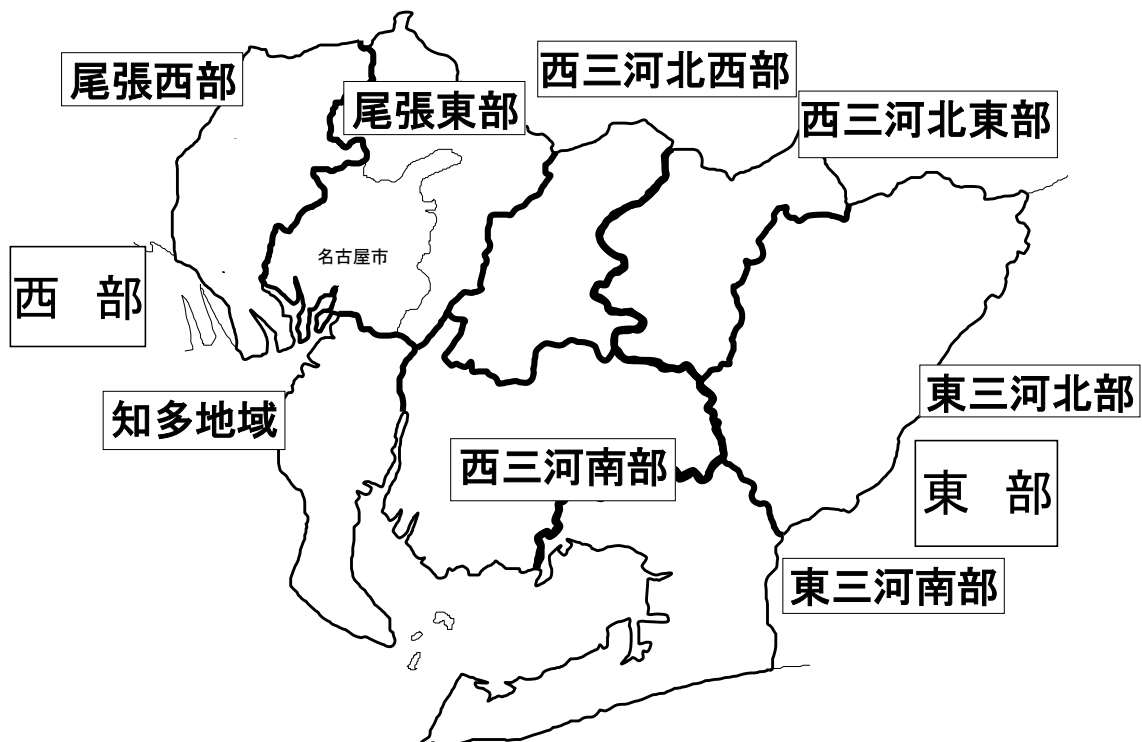 尾張西部
尾張東部
西三河北西部
西三河北東部
名古屋市
西 部
知多地域
西三河南部
東三河北部
東 部
東三河南部